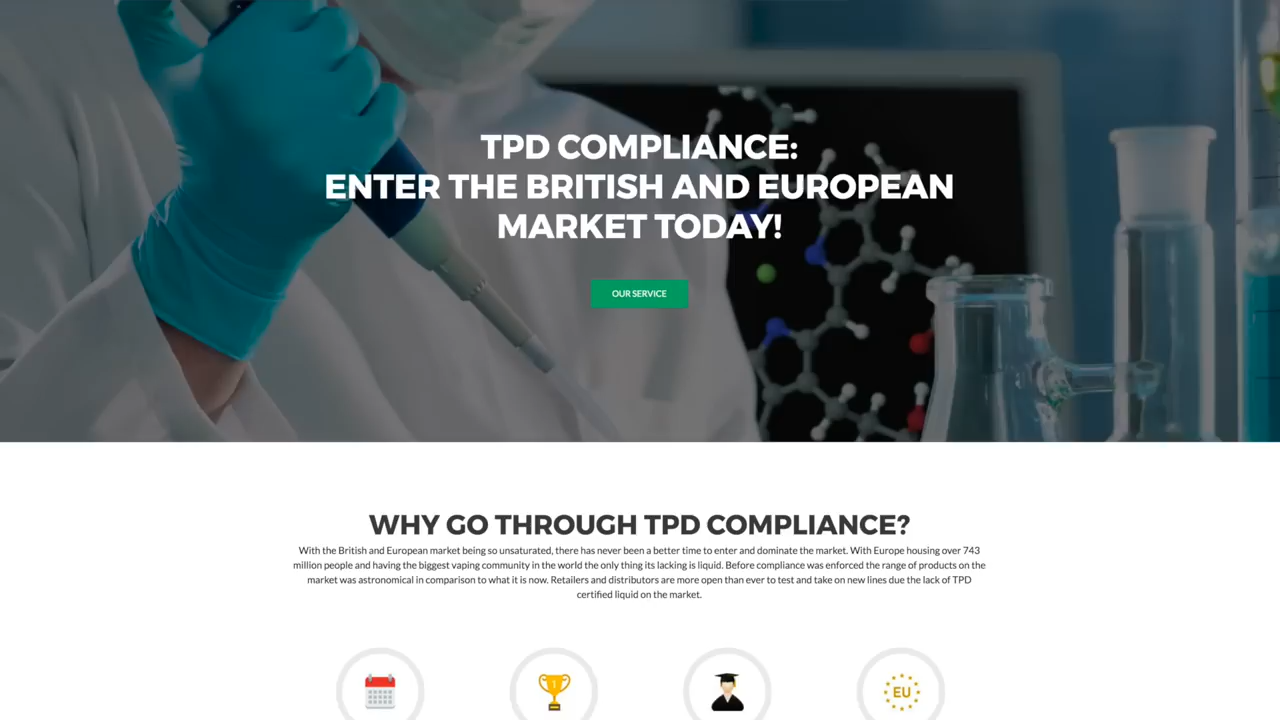 TPD COMPLIANCE:
ENTER THE BRITISH AND EUROPEAN
MARKET TODAY!
OUR SERVICE
WHY GO THROUGH TPD COMPLIANCE?
With the British and European market being so unsaturated, there has never been a better time to enter and dominate the market. With Europe housing over 743
million people and having the biggest vaping community in the world the only thing its lacking is liquid. Before compliance was enforced the range of products on the
market was astronomical in comparison to what it is now. Retailers and distributors are more open than ever to test and take on new lines due the lack of TPD
certified liquid on the market.
1
EU